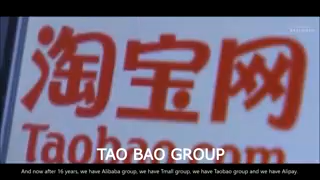 淘宝网
Taobao.com
TAO BAO GROUP
And now after 16 years, we have Alibaba group, we have Tmall group, we have Taobao group and we have Alipay.